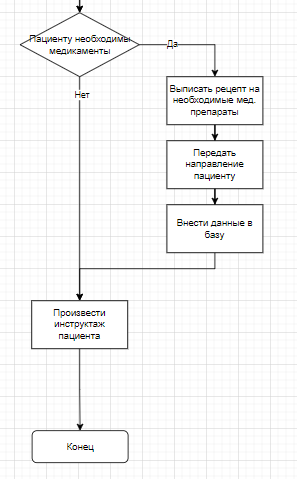 Пациенту необходимы
медикаменты
Да
Нет
Выписать рецепт на
необходимые мед.
препараты
Передать
направление
пациенту
Внести данные в
базу
Произвести
инструктаж
пациента
Конец